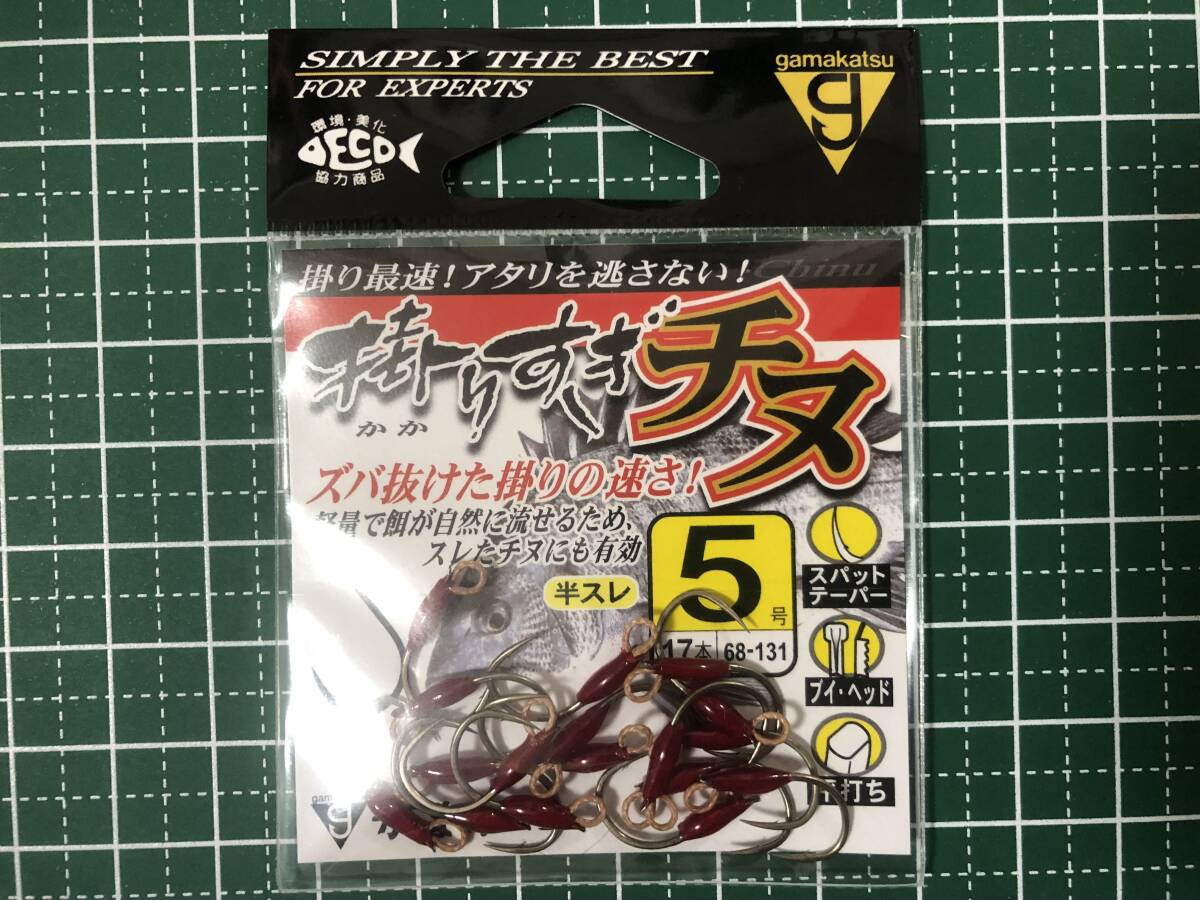 SIMPLY THE BEST
FOR EXPERTS
gamakatsu
g
環境・美化
ECO
協力商品
掛り最速!アタリを逃さない!
Chinu
掛りすぎチヌ
かか
ズバ抜けた掛りの速さ!
軽量で餌が自然に流せるため、
スレたチヌにも有効
半スレ
5
号
17本
68-131
スパット
テーパー
ブイ・ヘッド
打ち
g